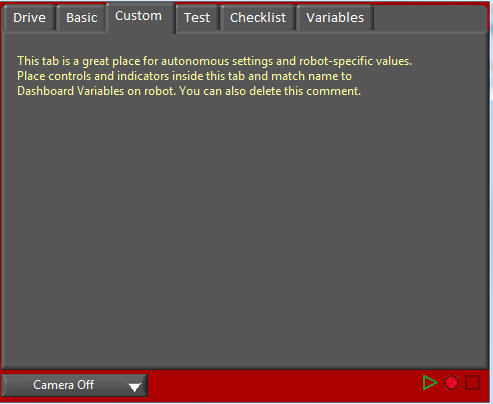 Drive Basic Custom Test Checklist Variables
This tab is a great place for autonomous settings and robot-specific values.
Place controls and indicators inside this tab and match name to
Dashboard Variables on robot. You can also delete this comment.
Camera Off